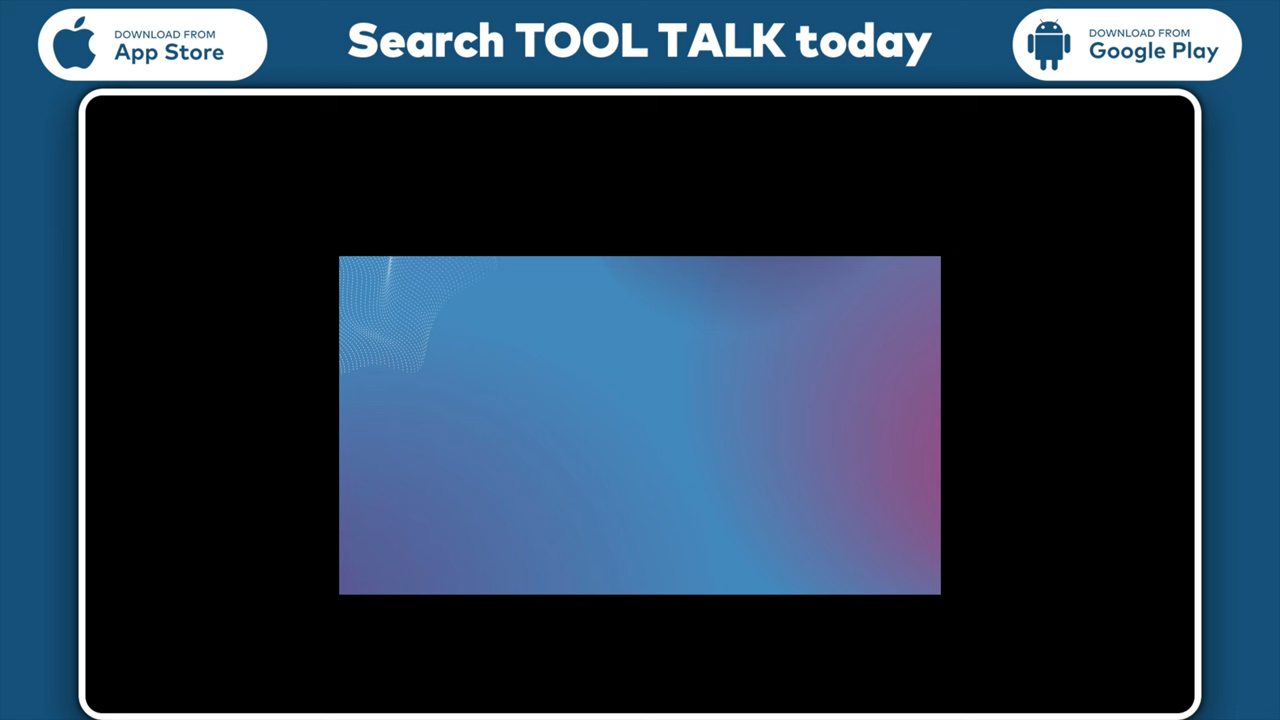 DOWNLOAD FROM
App Store
Search TOOL TALK today
DOWNLOAD FROM
Google Play